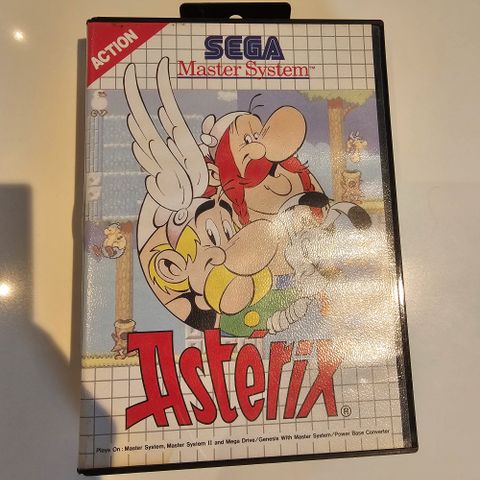 ACTION
SEGA
Master System™
Asterix®
Plays On : Master System, Master System II and Mega Drive/Genesis With Master System/Power Base Converter